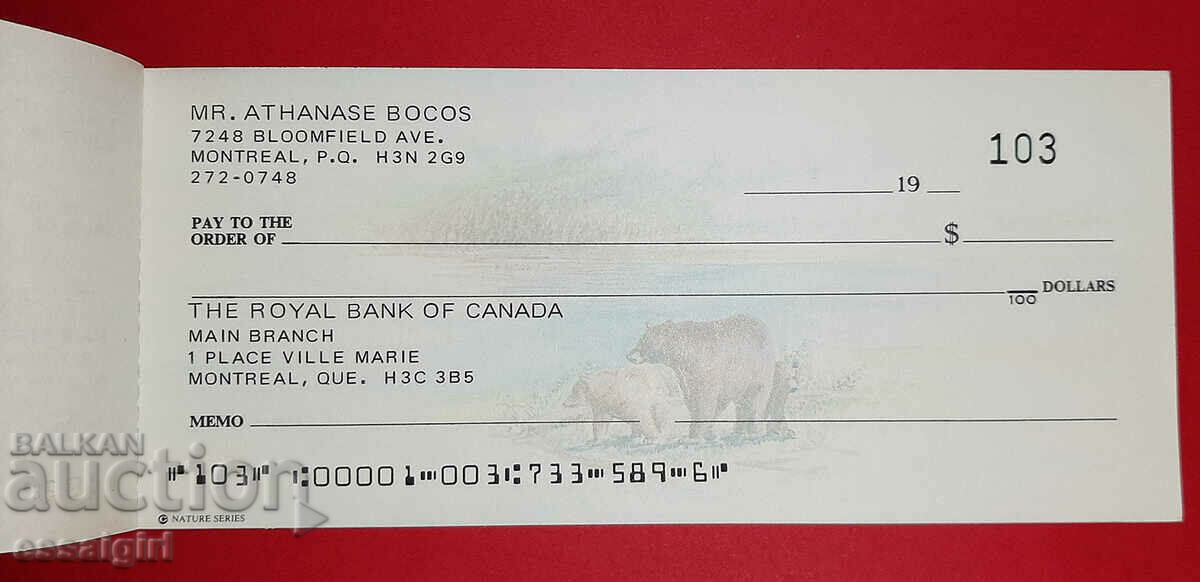 MR. ATHANASE BOCOS
7248 BLOOMFIELD AVE.
MONTREAL, P.Q. H3N 2G9
272-0748
103
19
PAY TO THE
ORDER OF $
100 DOLLARS
THE ROYAL BANK OF CANADA
MAIN BRANCH
1 PLACE VILLE MARIE
MONTREAL, QUE. H3C 3B5
MEMO
⑈103⑈ ⑆00001⑉003⑆733⑉589⑉6⑈
NATURE SERIES
BALKAN
auction
essaigirl